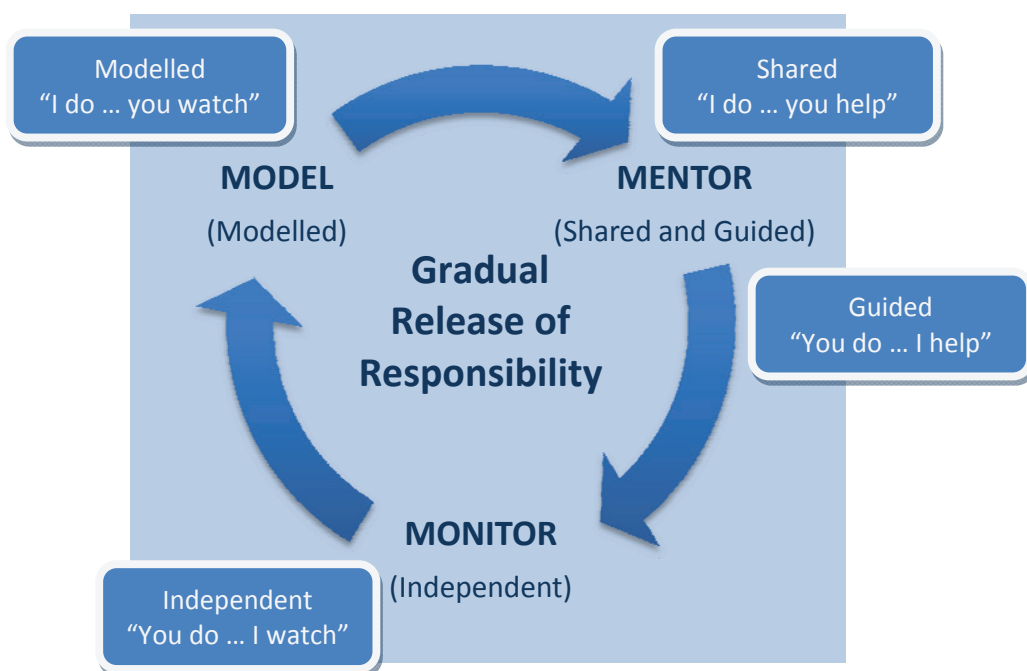 Modelled
“I do … you watch”
Shared
“I do … you help”
MODEL
(Modelled)
MENTOR
(Shared and Guided)
Gradual
Release of
Responsibility
Guided
“You do … I help”
MONITOR
(Independent)
Independent
“You do … I watch”